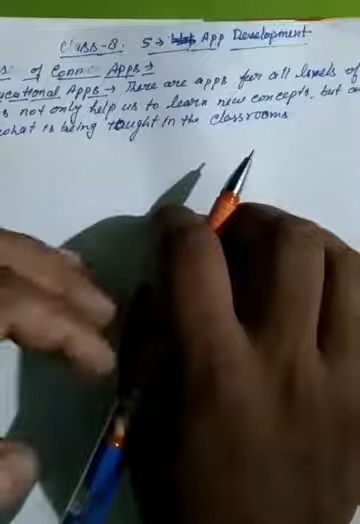 Class-8. 5→ App Development
of Common Apps→
Apps→ There are apps for all levels of
not only help us to learn new concepts, but
what is being taught in the classrooms